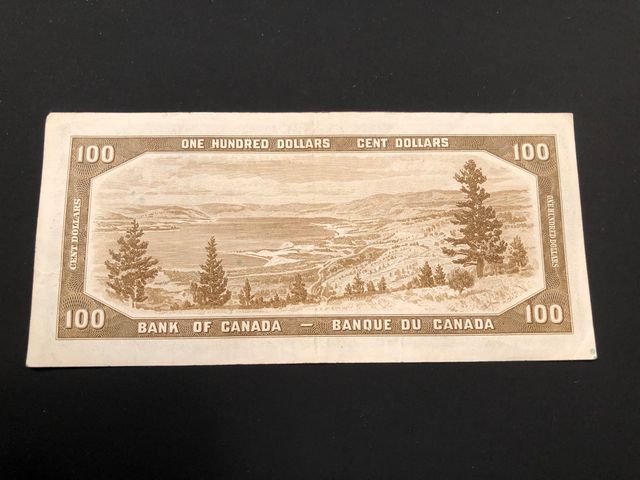 ONE HUNDRED DOLLARS CENT DOLLARS
100 100
CENT DOLLARS
ONE HUNDRED DOLLARS
100 100
BANK OF CANADA — BANQUE DU CANADA